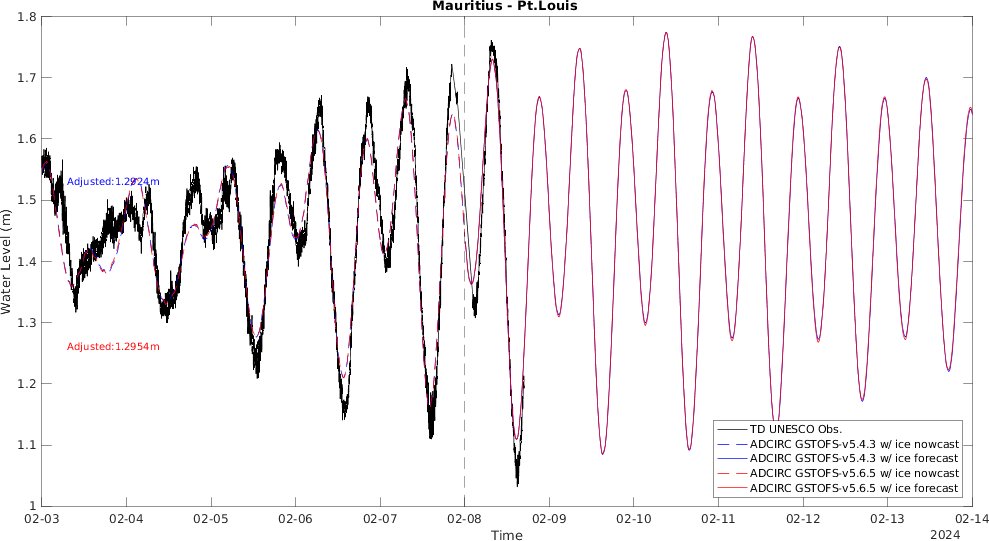 Mauritius - Pt.Louis
1.8
1.7
1.6
1.5
1.4
1.3
1.2
1.1
1
Water Level (m)
Adjusted:1.2924m
Adjusted:1.2954m
TD UNESCO Obs.
ADCIRC GSTOFS-v5.4.3 w/ ice nowcast
ADCIRC GSTOFS-v5.4.3 w/ ice forecast
ADCIRC GSTOFS-v5.6.5 w/ ice nowcast
ADCIRC GSTOFS-v5.6.5 w/ ice forecast
02-03 02-04 02-05 02-06 02-07 02-08 02-09 02-10 02-11 02-12 02-13 02-14
Time
2024